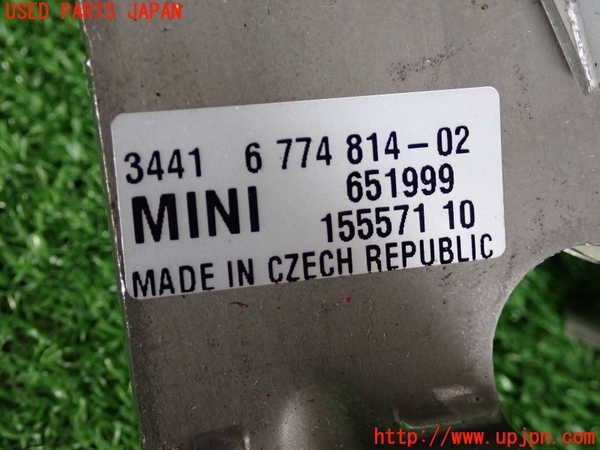 USED PARTS JAPAN
3441 6 774 814-02
MINI 651999
155571 10
MADE IN CZECH REPUBLIC
http://www.upjpn.com/